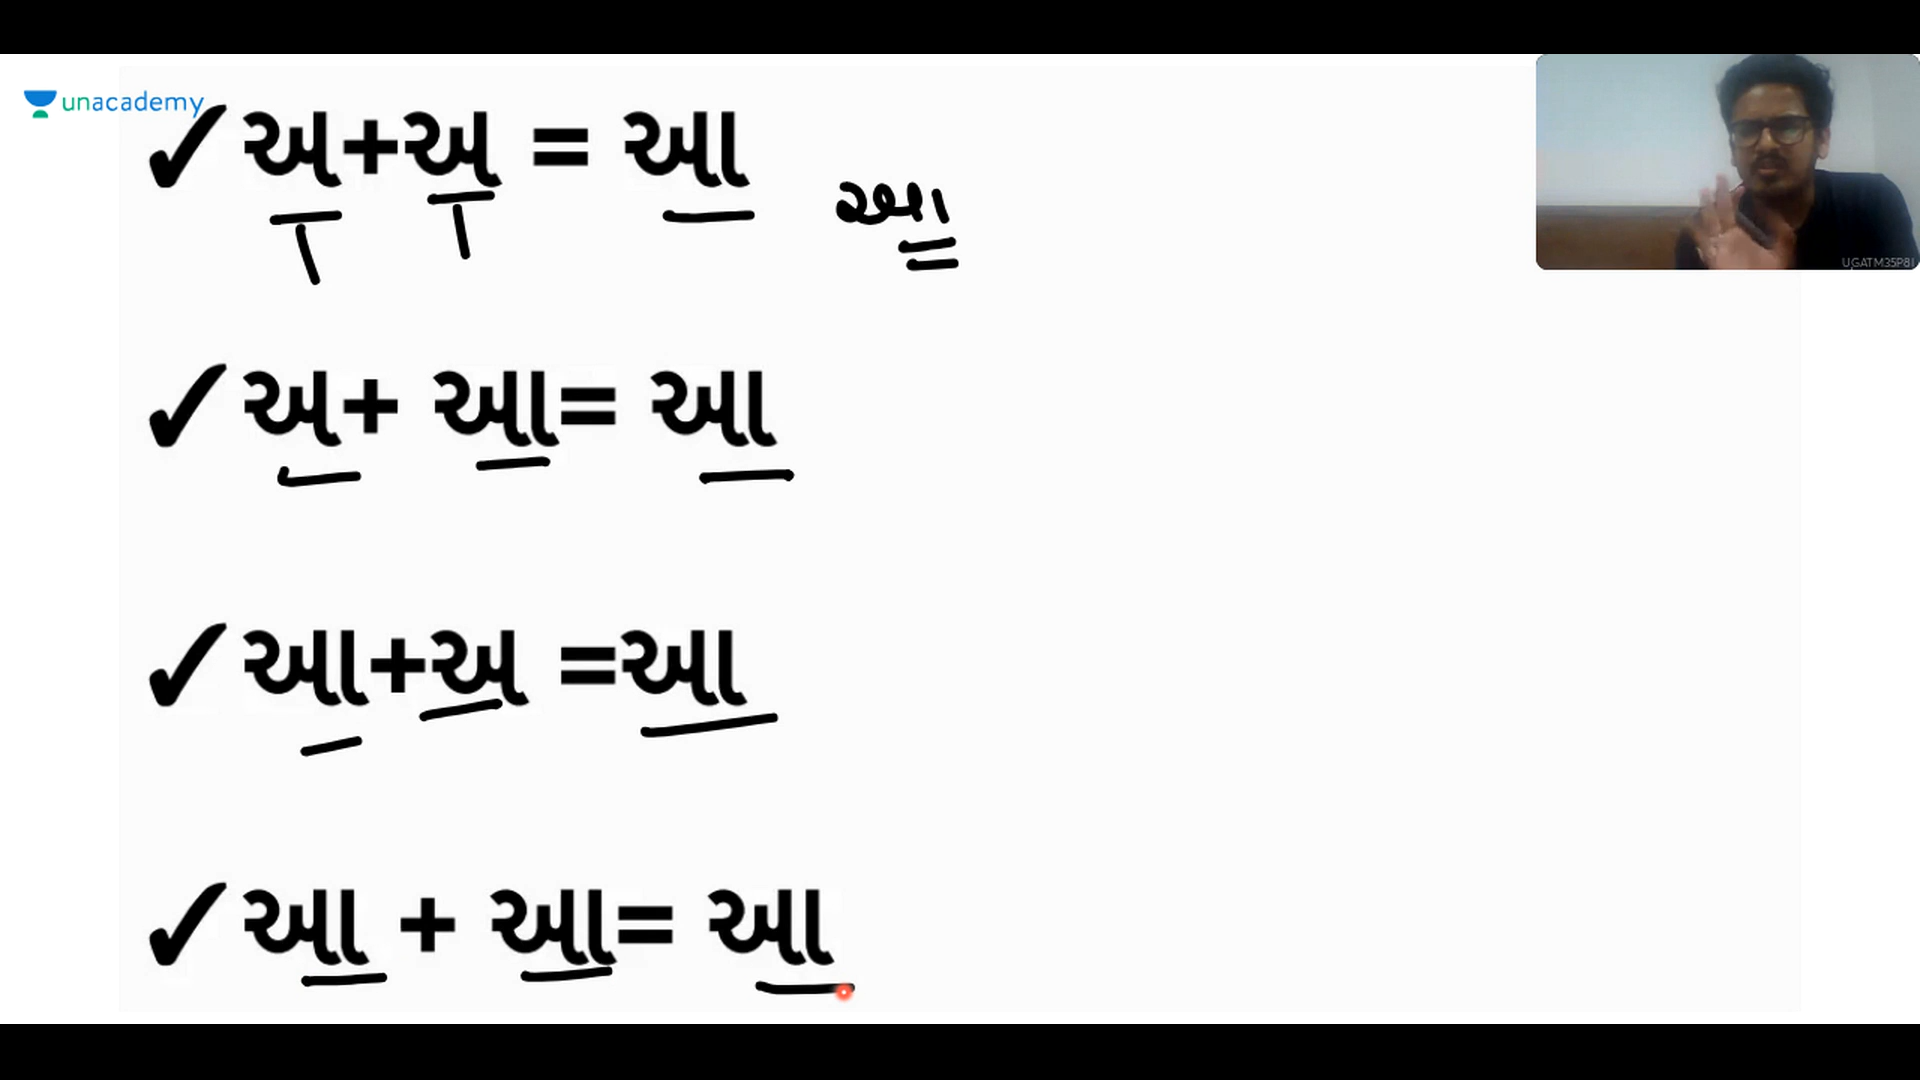 unacademy
✓અ+અ = આ
આ
✓અ+ આ= આ
✓આ+અ =આ
✓આ + આ= આ
UGATM35P8I